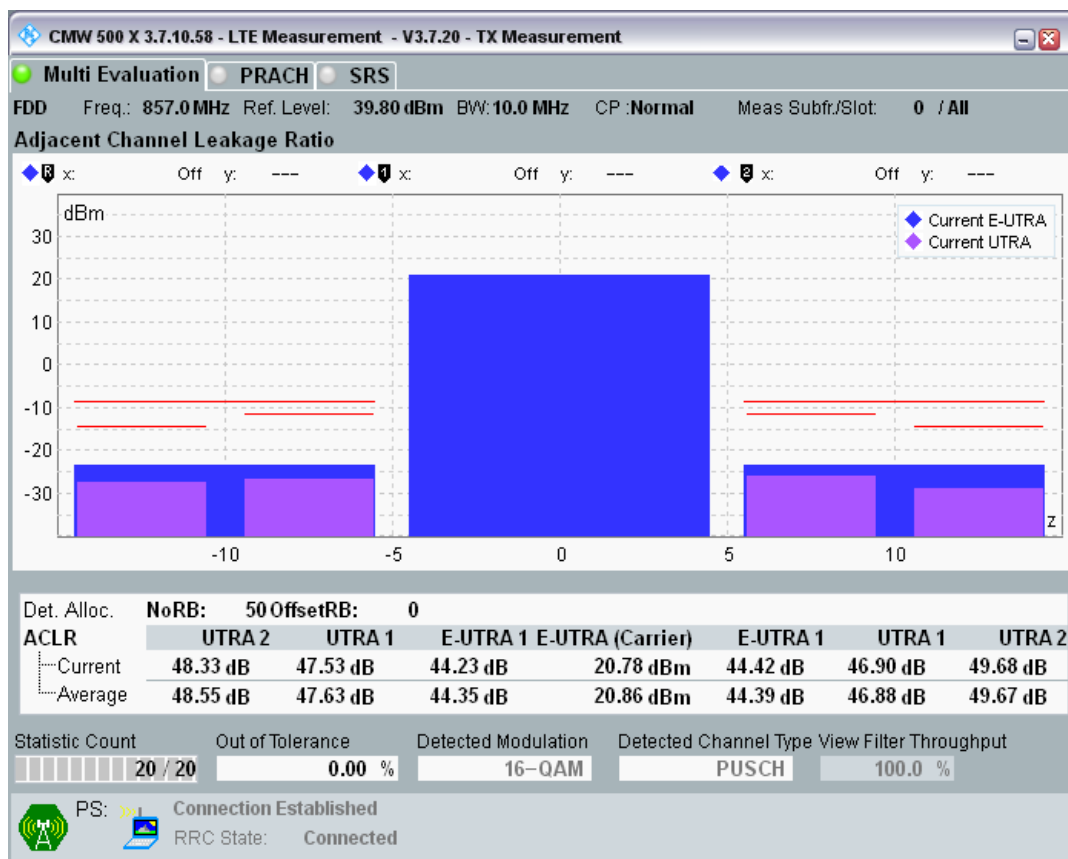 CMW 500 X 3.7.10.58 - LTE Measurement - V3.7.20 - TX Measurement
Multi Evaluation PRACH SRS
FDD Freq.: 857.0 MHz Ref. Level: 39.80 dBm BW: 10.0 MHz CP :Normal Meas Subfr./Slot: 0 / All
Adjacent Channel Leakage Ratio
R x: Off y: --- 1 x: Off y: --- 2 x: Off y: ---
dBm
Current E-UTRA
Current UTRA
30
20
10
0
-10
-20
-30
z
-10 -5 0 5 10
Det. Alloc. NoRB: 50 OffsetRB: 0
ACLR UTRA 2 UTRA 1 E-UTRA 1 E-UTRA (Carrier) E-UTRA 1 UTRA 1 UTRA 2
Current 48.33 dB 47.53 dB 44.23 dB 20.78 dBm 44.42 dB 46.90 dB 49.68 dB
Average 48.55 dB 47.63 dB 44.35 dB 20.86 dBm 44.39 dB 46.88 dB 49.67 dB
Statistic Count Out of Tolerance Detected Modulation Detected Channel Type View Filter Throughput
20 / 20 0.00 % 16-QAM PUSCH 100.0 %
PS: Connection Established
RRC State: Connected